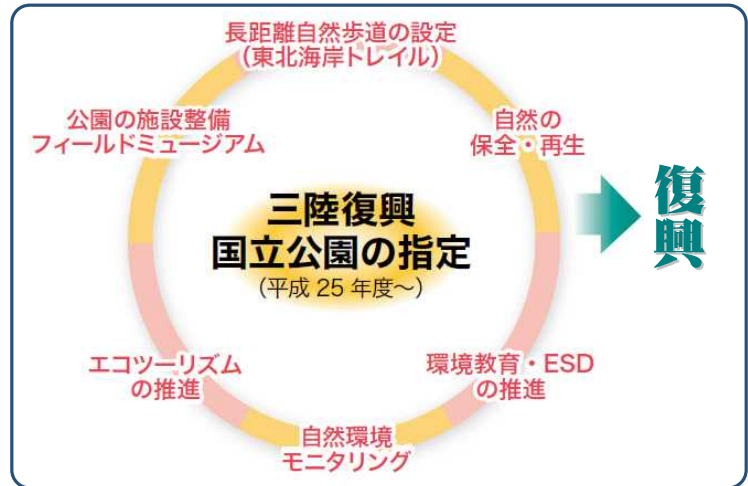 長距離自然歩道の設定
(東北海岸トレイル)
公園の施設整備
フィールドミュージアム
自然の
保全・再生
三陸復興
国立公園の指定
(平成 25 年度～)
復興
エコツーリズム
の推進
環境教育・ESD
の推進
自然環境
モニタリング